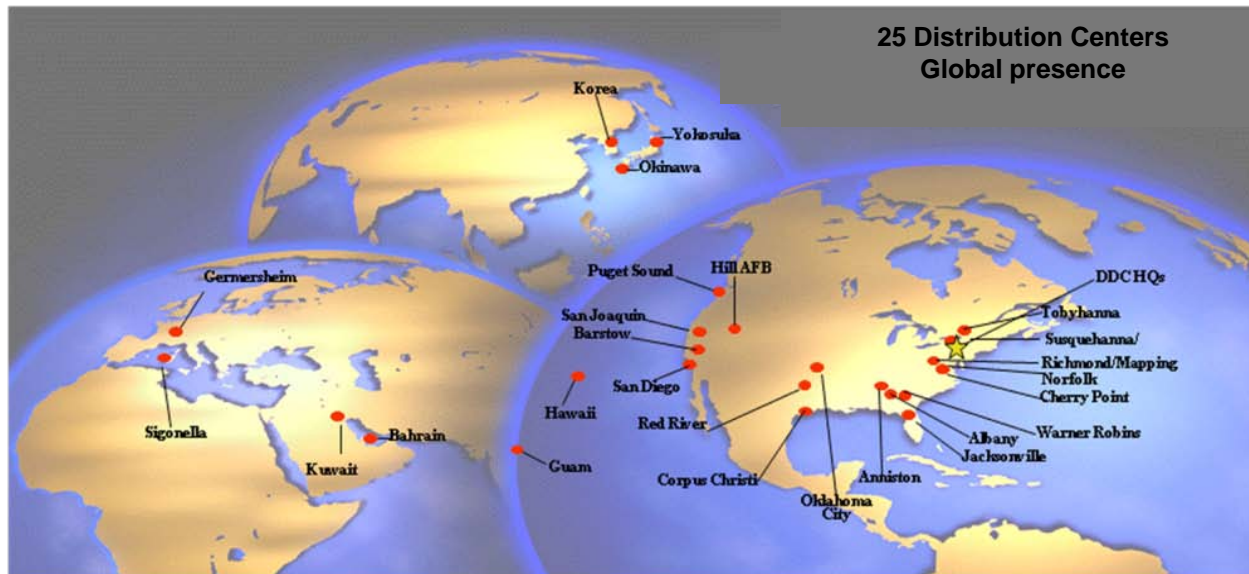 25 Distribution Centers
Global presence
Korea
Yokosuka
Okinawa
Germersheim
Puget Sound
Hill AFB
DDC HQs
San Joaquin
Tobyhanna
Barstow
Susquehanna/
Richmond/Mapping
San Diego
Norfolk
Hawaii
Cherry Point
Red River
Sigonella
Bahrain
Warner Robins
Albany
Kuwait
Guam
Jacksonville
Corpus Christi
Anniston
Oklahoma
City